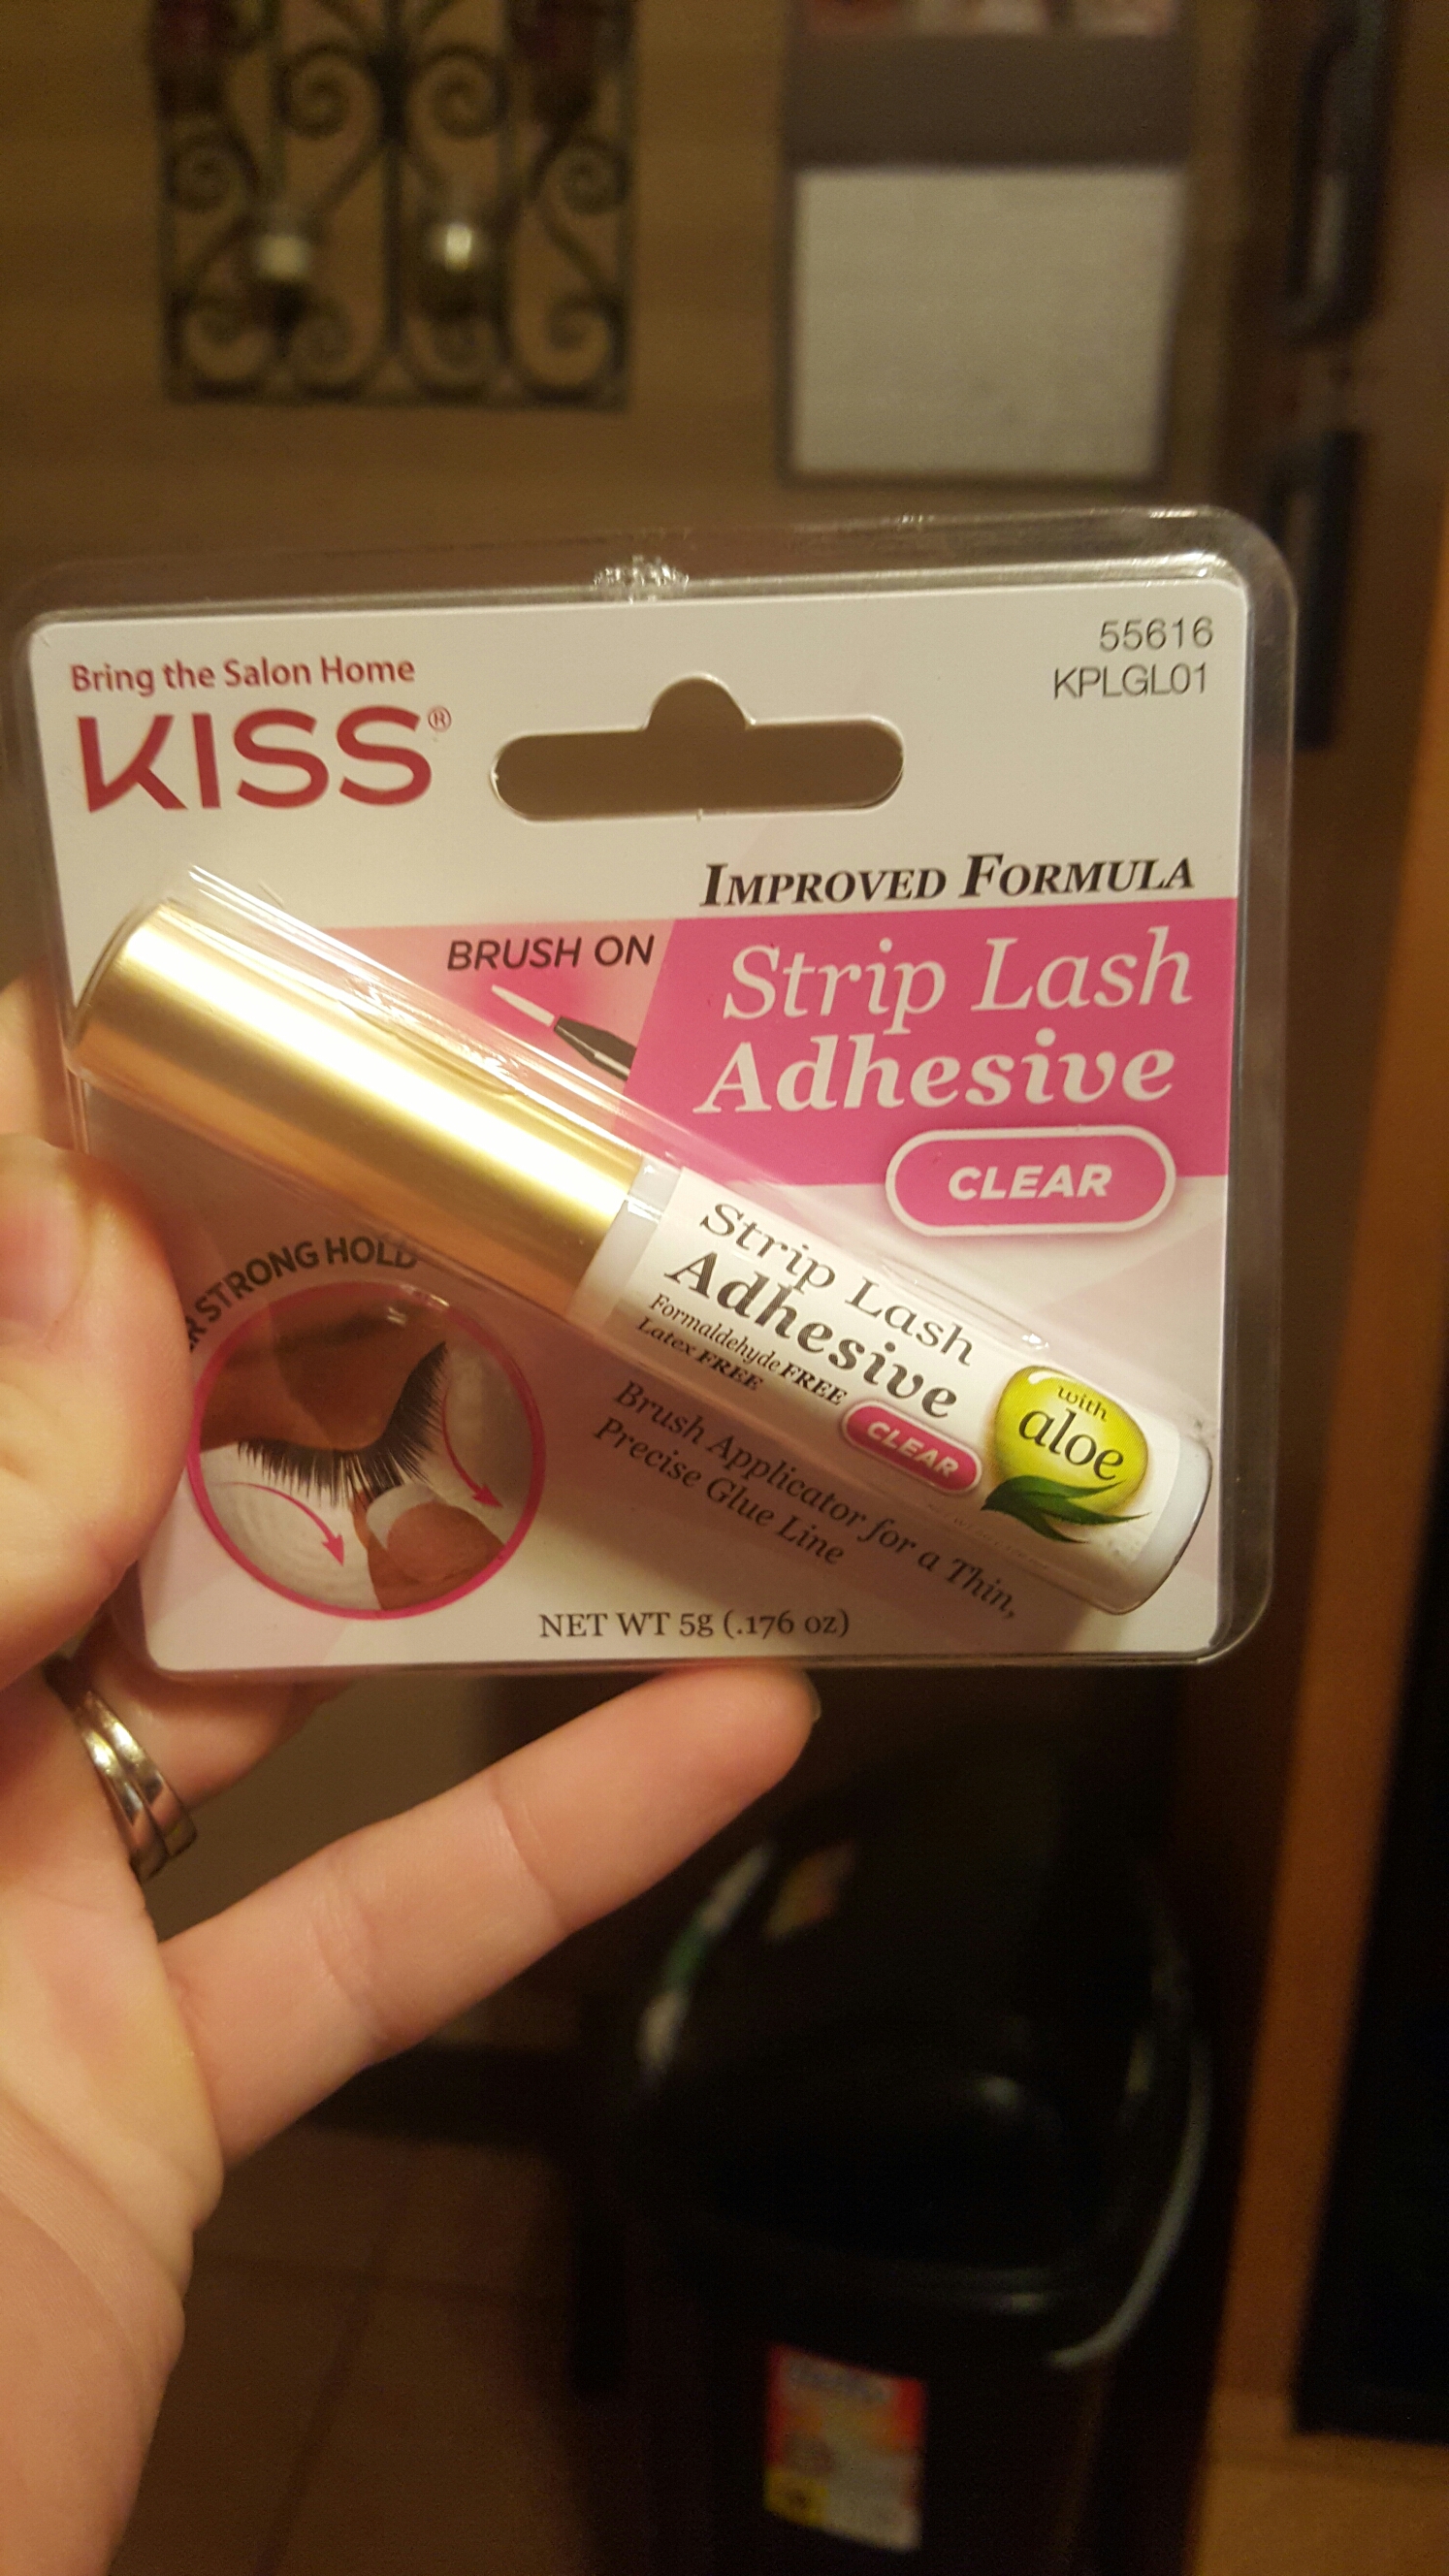 55616
KPLGL01
Bring the Salon Home
KISS®
IMPROVED FORMULA
BRUSH ON
Strip Lash
Adhesive
CLEAR
STRONG HOLD
Strip Lash
Adhesive
Formaldehyde FREE
Latex FREE
CLEAR
with
aloe
Brush Applicator for a Thin,
Precise Glue Line
NET WT 5g (.176 oz)